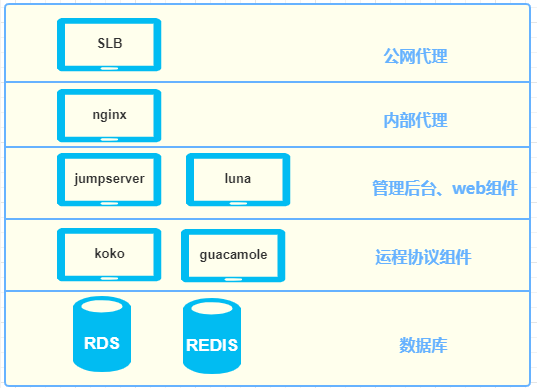 SLB
公网代理
nginx
内部代理
jumpserver luna
管理后台、web组件
koko guacamole
运程协议组件
RDS REDIS
数据库